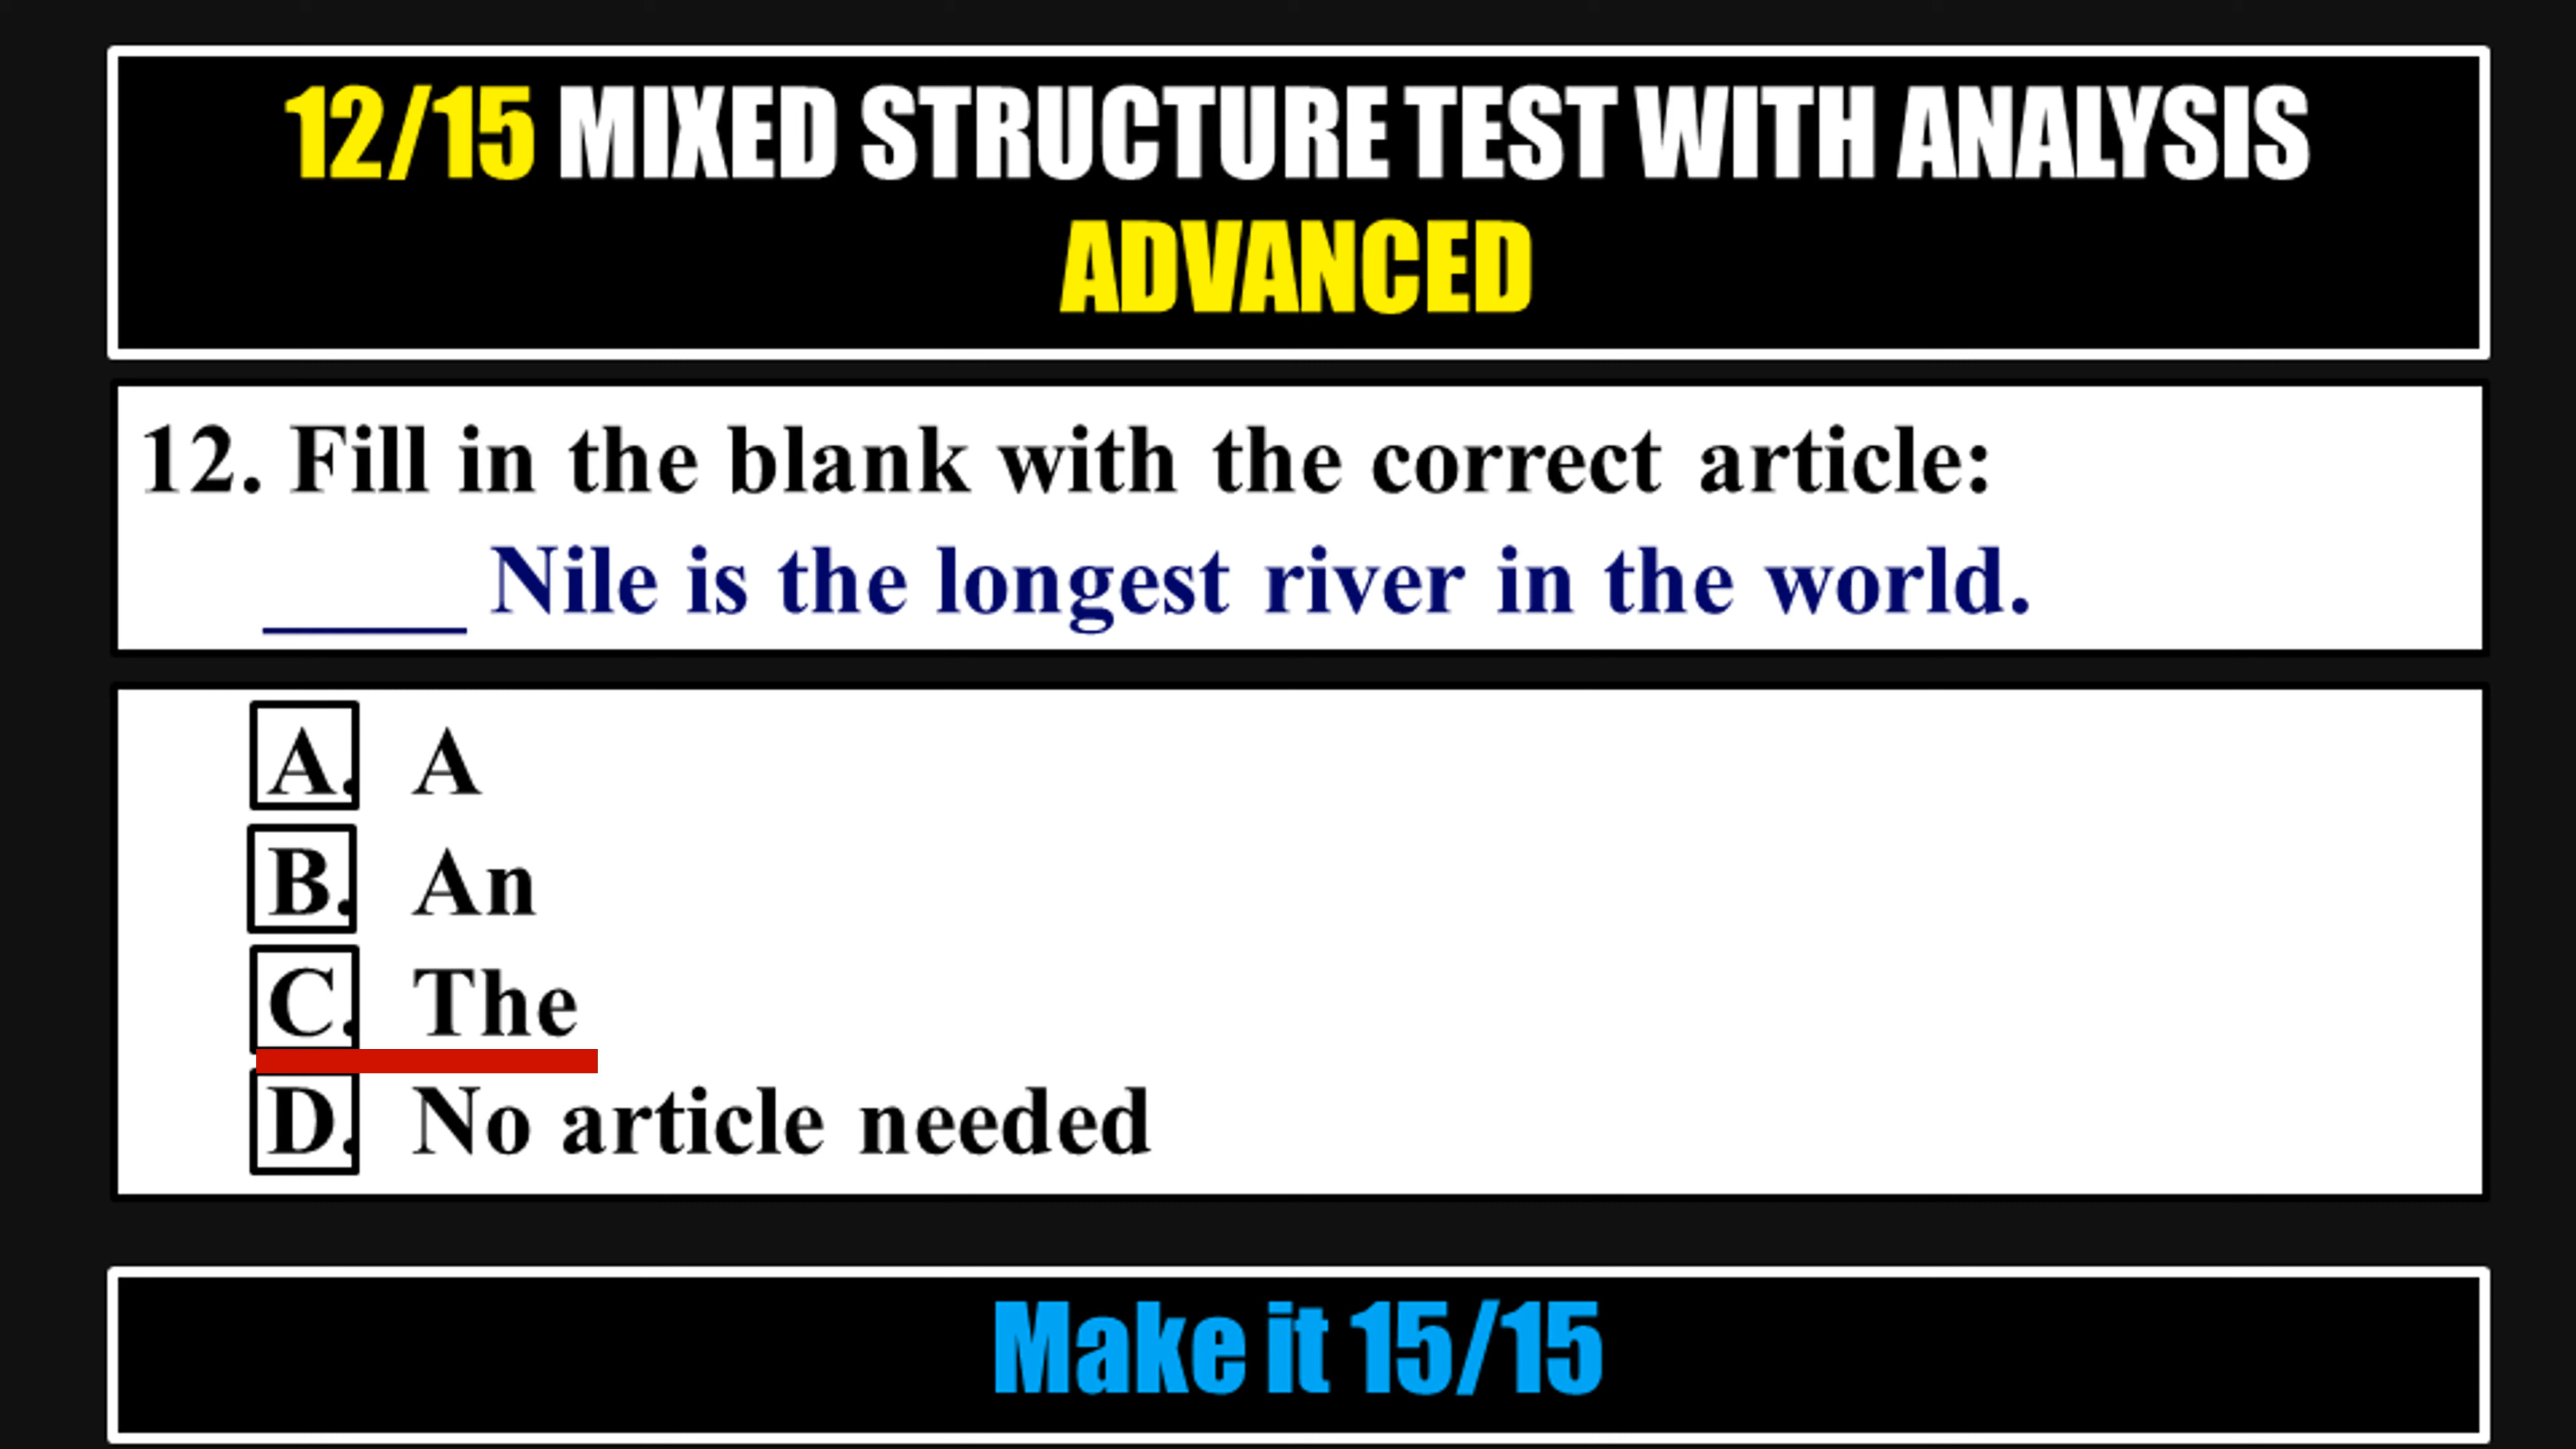 12/15 MIXED STRUCTURE TEST WITH ANALYSIS
ADVANCED
12. Fill in the blank with the correct article:
____ Nile is the longest river in the world.
A. A
B. An
C. The
D. No article needed
Make it 15/15